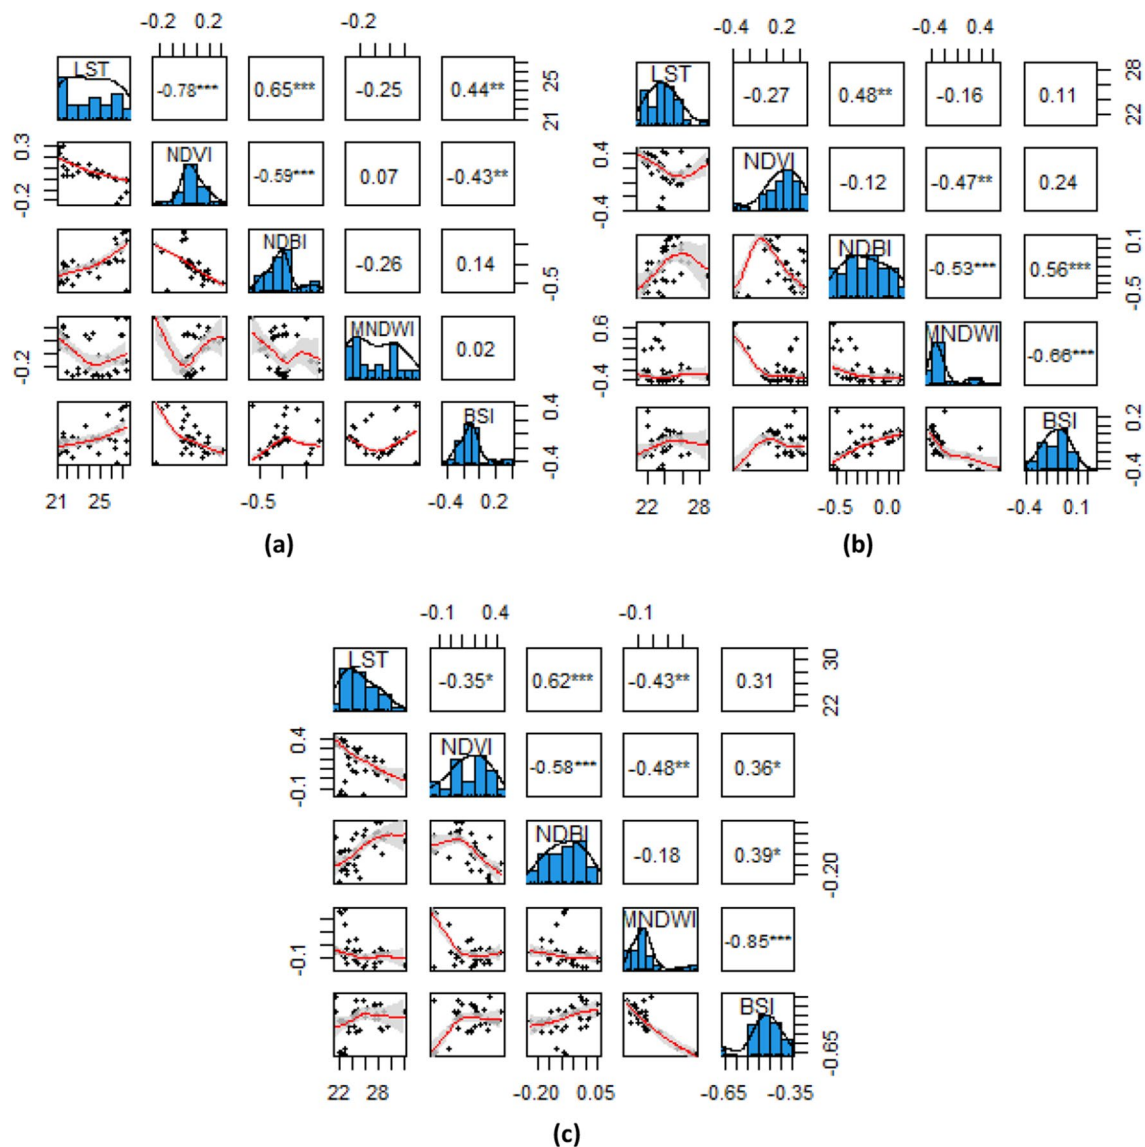 -0.2 0.2 -0.2
LST -0.78*** 0.65*** -0.25 0.44** 21 25
0.3 -0.2 NDVI -0.59*** 0.07 -0.43**
NDBI -0.26 0.14 -0.5
-0.2 MNDWI 0.02
BSI -0.4 0.4
21 25 -0.5 -0.4 0.2
(a)
-0.4 0.2 -0.4 0.4
LST -0.27 0.48** -0.16 0.11 22 28
0.4 -0.4 NDVI -0.12 -0.47** 0.24
NDBI -0.53*** 0.56*** -0.5 0.1
0.6 -0.4 MNDWI -0.66***
BSI -0.4 0.2
22 28 -0.5 0.0 -0.4 0.1
(b)
-0.1 0.4 -0.1
LST -0.35* 0.62*** -0.43** 0.31 22 30
0.4 -0.1 NDVI -0.58*** -0.48** 0.36*
NDBI -0.18 0.39* -0.20
-0.1 MNDWI -0.85***
BSI -0.65
22 28 -0.20 0.05 -0.65 -0.35
(c)